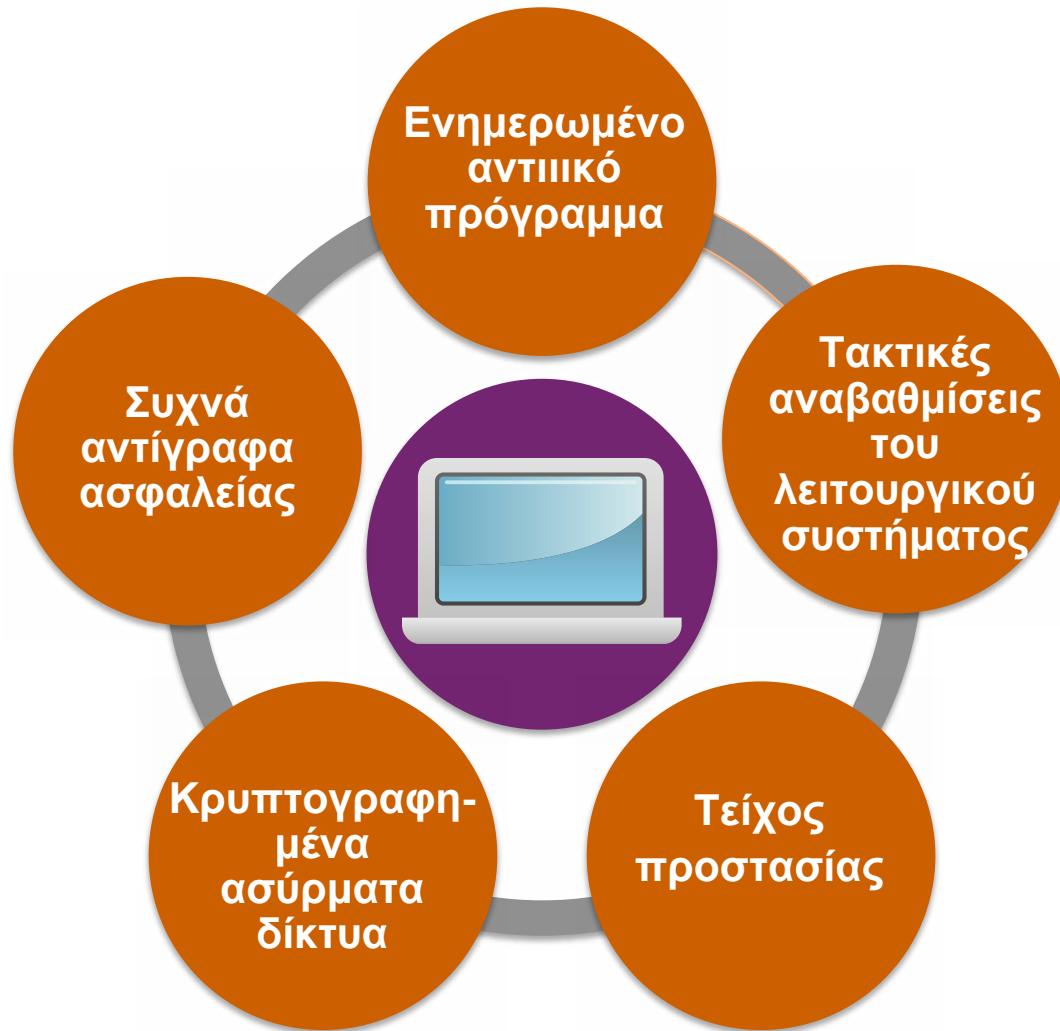 Ενημερωμένο
αντιιικό
πρόγραμμα
Τακτικές
αναβαθμίσεις
του
λειτουργικού
συστήματος
Τείχος
προστασίας
Κρυπτογραφη-
μένα
ασύρματα
δίκτυα
Συχνά
αντίγραφα
ασφαλείας